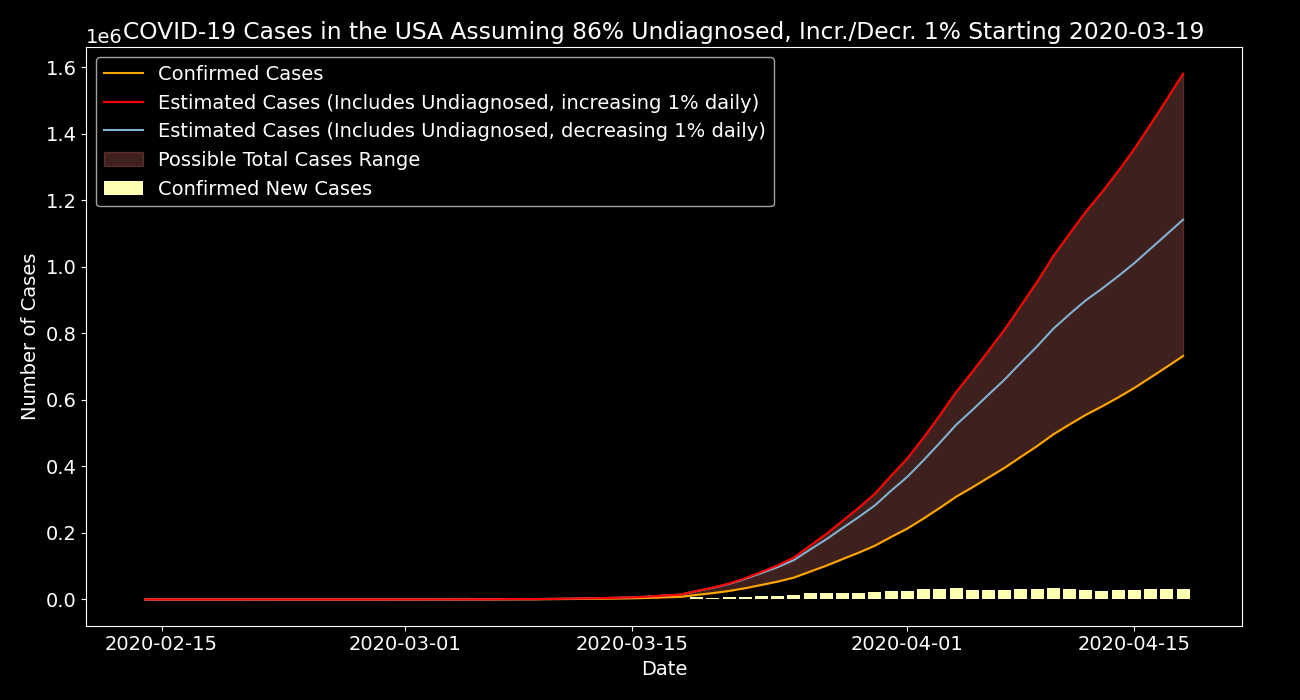 COVID-19 Cases in the USA Assuming 86% Undiagnosed, Incr./Decr. 1% Starting 2020-03-19
1e6
Confirmed Cases
Estimated Cases (Includes Undiagnosed, increasing 1% daily)
Estimated Cases (Includes Undiagnosed, decreasing 1% daily)
Possible Total Cases Range
Confirmed New Cases
1.6
1.4
1.2
1.0
0.8
0.6
0.4
0.2
0.0
Number of Cases
2020-02-15 2020-03-01 2020-03-15 2020-04-01 2020-04-15
Date